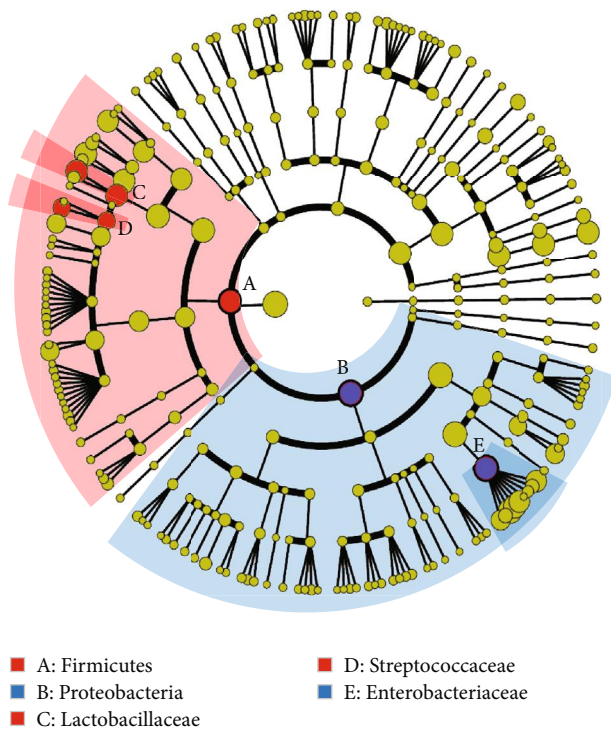 A
C
D
B
E
A: Firmicutes
B: Proteobacteria
C: Lactobacillaceae
D: Streptococcaceae
E: Enterobacteriaceae